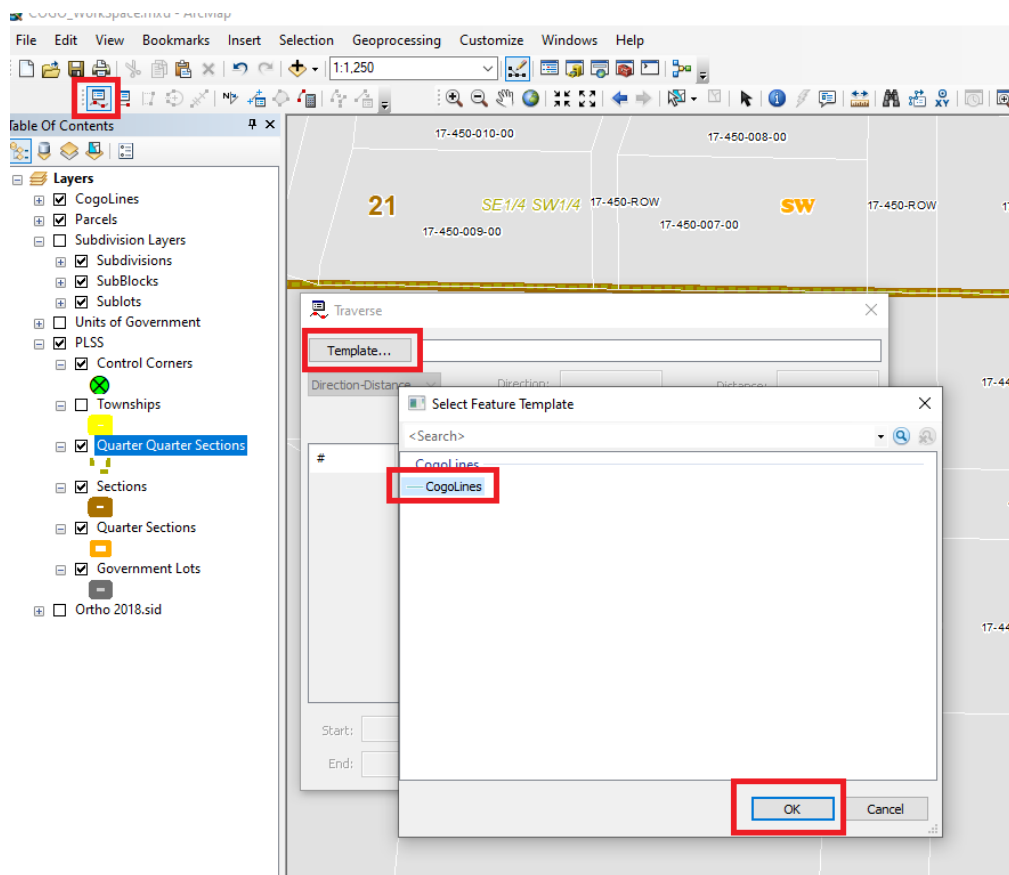 COGO_WorkSpace.mxd - ArcMap
File Edit View Bookmarks Insert Selection Geoprocessing Customize Windows Help
1:1,250
Table Of Contents
Layers
CogoLines
Parcels
Subdivision Layers
Subdivisions
SubBlocks
Sublots
Units of Government
PLSS
Control Corners
Townships
Quarter Quarter Sections
Sections
Quarter Sections
Government Lots
Ortho 2018.sid
17-450-010-00
17-450-008-00
21
SE1/4 SW1/4
17-450-ROW
SW
17-450-ROW
17-450-009-00
17-450-007-00
Traverse
Template...
Direction-Distance
Direction:
Distance:
#
Start:
End:
Select Feature Template
<Search>
CogoLines
CogoLines
OK Cancel
17-44
17-44